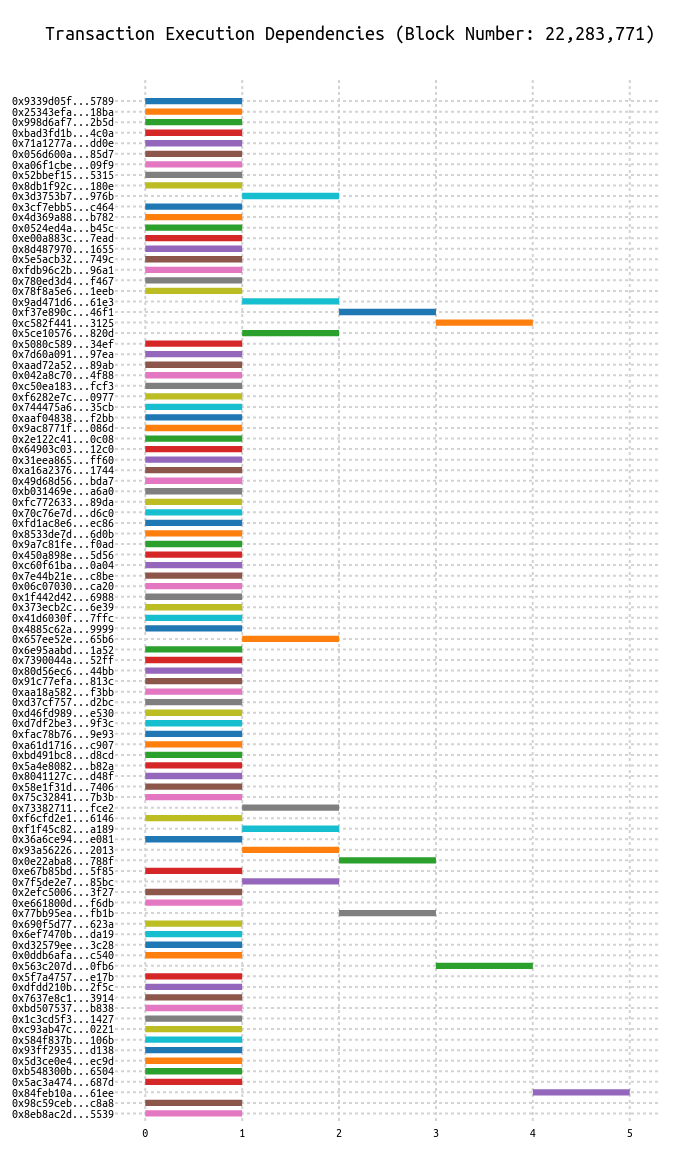 Transaction Execution Dependencies (Block Number: 22,283,771)
0x9339d05f...5789
0x25343efa...18ba
0x998d6af7...2b5d
0xbad3fd1b...4c0a
0x71a1277a...dd0e
0x056d600a...85d7
0xa06f1cbe...09f9
0x52bbef15...5315
0x8db1f92c...180e
0x3d3753b7...976b
0x3cf7ebb5...c464
0x4d369a88...b782
0x0524ed4a...b45c
0xe00a883c...7ead
0x8d487970...1655
0x5e5acb32...749c
0xfdb96c2b...96a1
0x780ed3d4...f467
0x78f8a5e6...1eeb
0x9ad471d6...61e3
0xf37e890c...46f1
0xc582f441...3125
0x5ce10576...820d
0x5080c589...34ef
0x7d60a091...97ea
0xaad72a52...89ab
0x042a8c70...4f88
0xc50ea183...fcf3
0xf6282e7c...0977
0x744475a6...35cb
0xaaf04838...f2bb
0x9ac8771f...086d
0x2e122c41...0c08
0x64903c03...12c0
0x31eea865...ff60
0xa16a2376...1744
0x49d68d56...bda7
0xb031469e...a6a0
0xfc772633...89da
0x70c76e7d...d6c0
0xfd1ac8e6...ec86
0x8533de7d...6d0b
0x9a7c81fe...f0ad
0x450a898e...5d56
0xc60f61ba...0a04
0x7e44b21e...c8be
0x06c07030...ca20
0x1f442d42...6988
0x373ecb2c...6e39
0x41d6030f...7ffc
0x4885c62a...9999
0x657ee52e...65b6
0x6e95aabd...1a52
0x7390044a...52ff
0x80d56ec6...44bb
0x91c77efa...813c
0xaa18a582...f3bb
0xd37cf757...d2bc
0xd46fd989...e530
0xd7df2be3...9f3c
0xfac78b76...9e93
0xa61d1716...c907
0xbd491bc8...d8cd
0x5a4e8082...b82a
0x8041127c...d48f
0x58e1f31d...7406
0x75c32841...7b3b
0x73382711...fce2
0xf6cfd2e1...6146
0xf1f45c82...a189
0x36a6ce94...e081
0x93a56226...2013
0x0e22aba8...788f
0xe67b85bd...5f85
0x7f5de2e7...85bc
0x2efc5006...3f27
0xe661800d...f6db
0x77bb95ea...fb1b
0x690f5d77...623a
0x6ef7470b...da19
0xd32579ee...3c28
0x0ddb6afa...c540
0x563c207d...0fb6
0x5f7a4757...e17b
0xdfdd210b...2f5c
0x7637e8c1...3914
0xbd507537...b838
0x1c3cd5f3...1427
0xc93ab47c...0221
0x584f837b...106b
0x93ff2935...d138
0x5d3ce0e4...ec9d
0xb548300b...6504
0x5ac3a474...687d
0x84feb10a...61ee
0x98c59ceb...c8a8
0x8eb8ac2d...5539
0 1 2 3 4 5